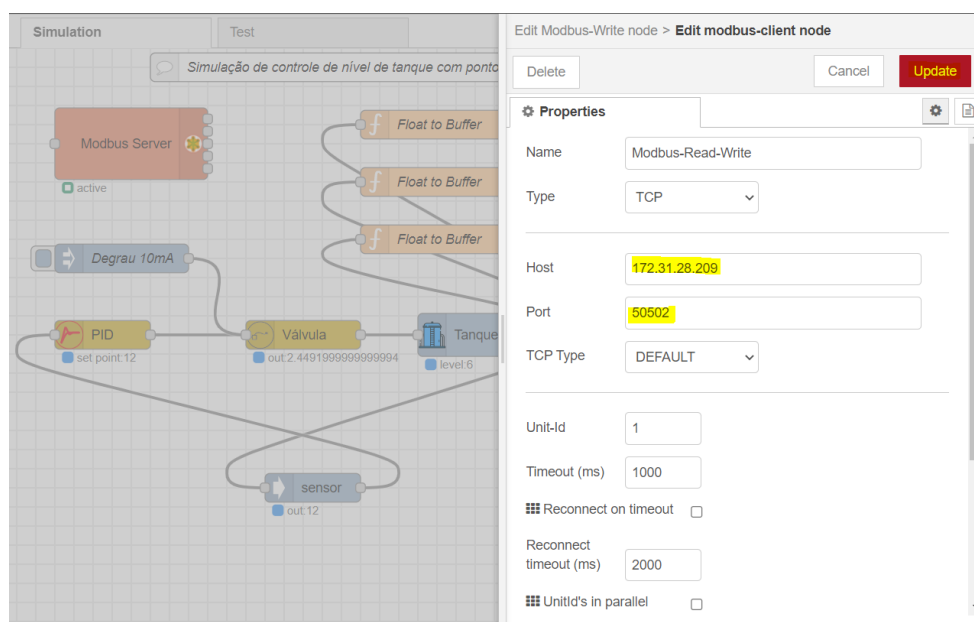 Simulation
Test
Simulação de controle de nível de tanque com ponto
Modbus Server
active
Float to Buffer
Float to Buffer
Float to Buffer
Degrau 10mA
PID
set point:12
Válvula
out:2.4491999999999994
Tanque
level:6
sensor
out:12
Edit Modbus-Write node > Edit modbus-client node
Delete
Cancel
Update
Properties
Name
Modbus-Read-Write
Type
TCP
Host
172.31.28.209
Port
50502
TCP Type
DEFAULT
Unit-Id
1
Timeout (ms)
1000
Reconnect on timeout
Reconnect
timeout (ms)
2000
UnitId's in parallel